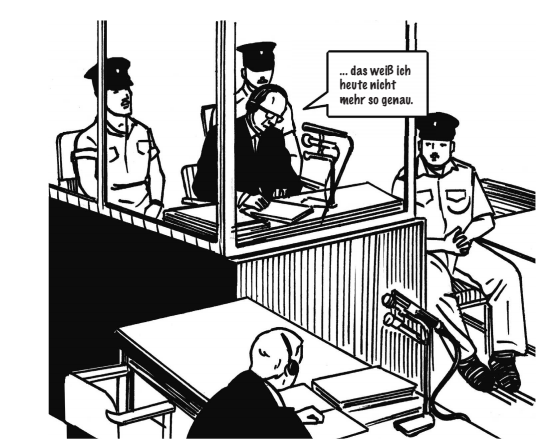 ... das weiß ich
heute nicht
mehr so genau.